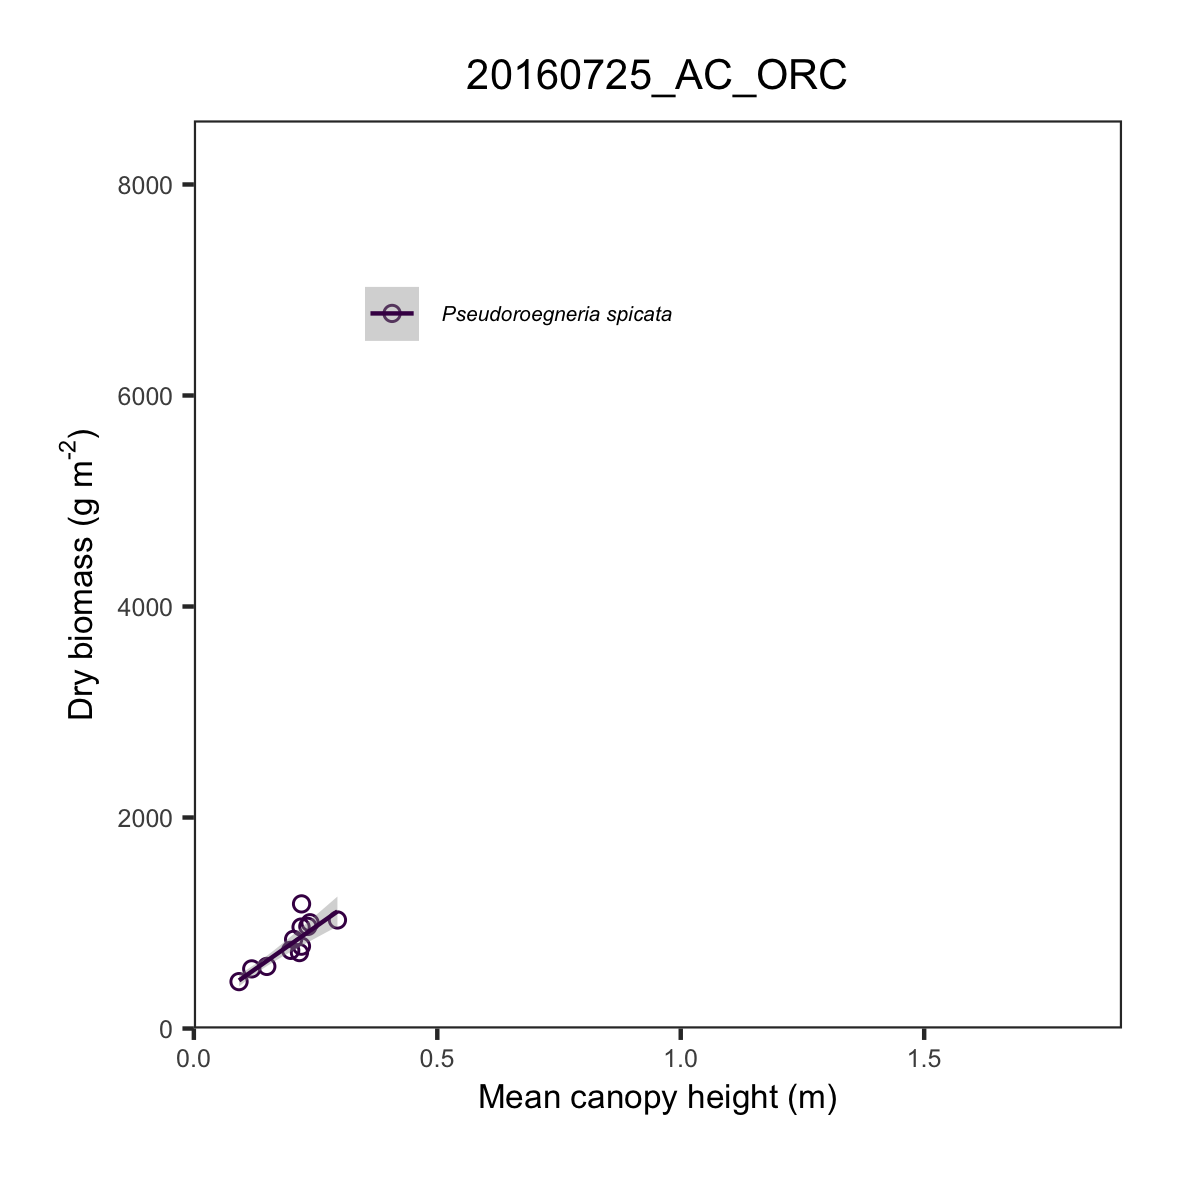 20160725_AC_ORC
8000
6000
4000
2000
0
Dry biomass (g m-2)
Pseudoroegneria spicata
0.0 0.5 1.0 1.5
Mean canopy height (m)